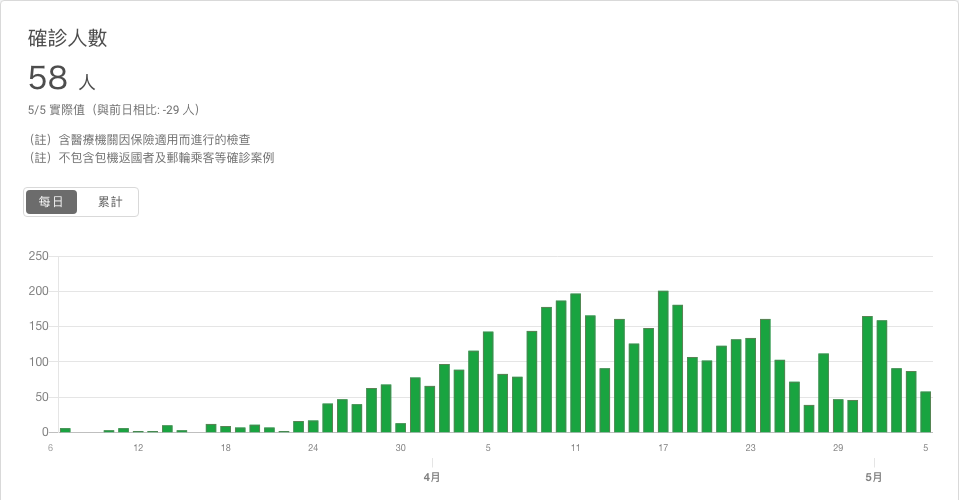 確診人數
58 人
5/5 實際值（與前日相比: -29 人）
（註）含醫療機關因保險適用而進行的檢查
（註）不包含包機返國者及郵輪乘客等確診案例
每日 累計
250
200
150
100
50
0
6 12 18 24 30 5 11 17 23 29 5
4月 5月